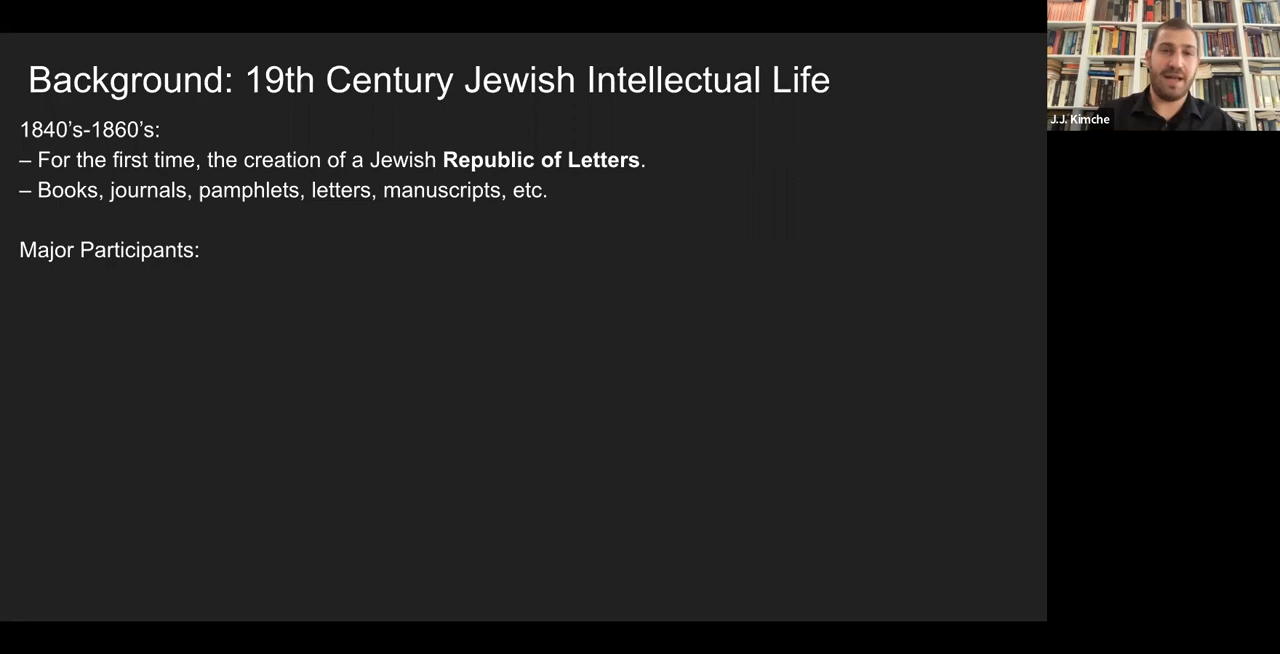 Background: 19th Century Jewish Intellectual Life
1840’s-1860’s:
– For the first time, the creation of a Jewish Republic of Letters.
– Books, journals, pamphlets, letters, manuscripts, etc.
Major Participants:
J.J. Kimche